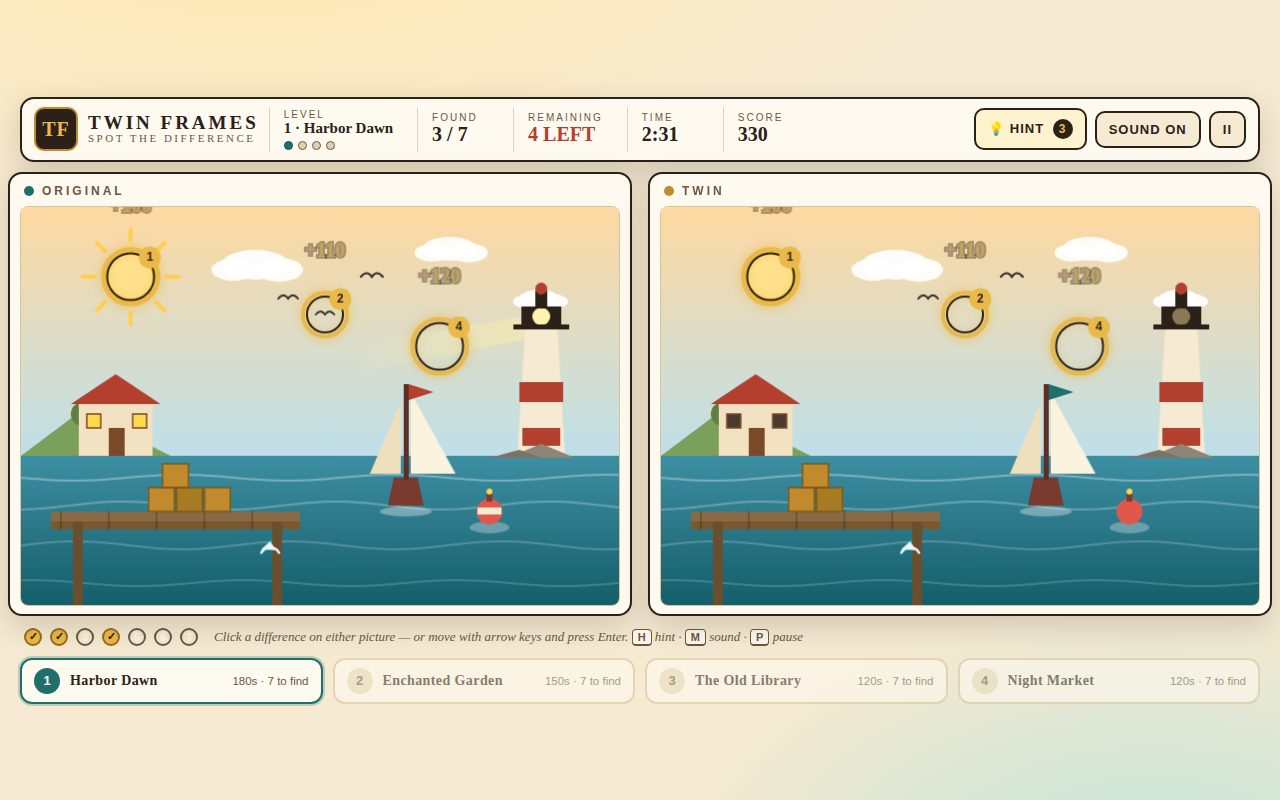 TF
TWIN FRAMES
SPOT THE DIFFERENCE
LEVEL
1 · Harbor Dawn
FOUND
3 / 7
REMAINING
4 LEFT
TIME
2:31
SCORE
330
💡 HINT 3
SOUND ON
II
ORIGINAL
1
+110
2
+120
4
TWIN
1
+110
2
+120
4
✓ ✓ ✓
Click a difference on either picture — or move with arrow keys and press Enter. H hint · M sound · P pause
1 Harbor Dawn 180s · 7 to find
2 Enchanted Garden 150s · 7 to find
3 The Old Library 120s · 7 to find
4 Night Market 120s · 7 to find